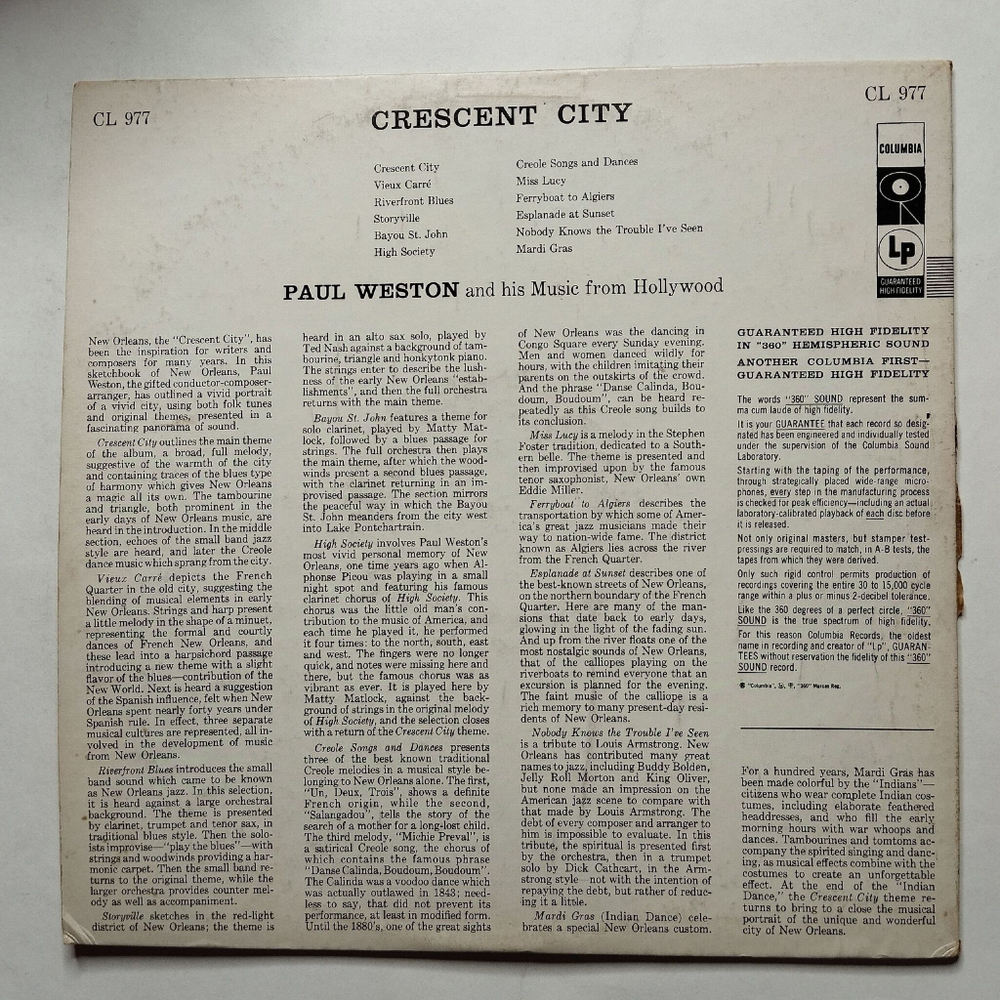 CL 977
CL 977
CRESCENT CITY
Crescent City
Vieux Carré
Riverfront Blues
Storyville
Bayou St. John
High Society
Creole Songs and Dances
Miss Lucy
Ferryboat to Algiers
Esplanade at Sunset
Nobody Knows the Trouble I've Seen
Mardi Gras
PAUL WESTON and his Music from Hollywood
COLUMBIA
Lp
GUARANTEED
HIGH FIDELITY
New Orleans, the "Crescent City", has
been the inspiration for writers and
composers for many years. In this
sketchbook of New Orleans, Paul
Weston, the gifted conductor-composer-
arranger, has outlined a vivid portrait
of a vivid city, using both folk tunes
and original themes, presented in a
fascinating panorama of sound.
Crescent City outlines the main theme
of the album, a broad, full melody,
suggestive of the warmth of the city
and containing traces of the blues type
of harmony which gives New Orleans
a magic all its own. The tambourine
and triangle, both prominent in the
early days of New Orleans music, are
heard in the introduction. In the middle
section, echoes of the small band jazz
style are heard, and later the Creole
dance music which sprang from the city.
Vieux Carré depicts the French
Quarter in the old city, suggesting the
blending of musical elements in early
New Orleans. Strings and harp present
a little melody in the shape of a minuet,
representing the formal and courtly
dances of French New Orleans, and
these lead into a harpsichord passage
introducing a new theme with a slight
flavor of the blues—contribution of the
New World. Next is heard a suggestion
of the Spanish influence, felt when New
Orleans spent nearly forty years under
Spanish rule. In effect, three separate
musical cultures are represented, all in-
volved in the development of music
from New Orleans.
Riverfront Blues introduces the small
band sound which came to be known
as New Orleans jazz. In this selection,
it is heard against a large orchestral
background. The theme is presented
by clarinet, trumpet and tenor sax, in
traditional blues style. Then the solo-
ists improvise—"play the blues"—with
strings and woodwinds providing a har-
monic carpet. Then the small band re-
turns to the original theme, while the
larger orchestra provides counter mel-
ody as well as accompaniment.
Storyville sketches in the red-light
district of New Orleans; the theme is
heard in an alto sax solo, played by
Ted Nash against a background of tam-
bourine, triangle and honkytonk piano.
The strings enter to describe the lush-
ness of the early New Orleans "estab-
lishments", and then the full orchestra
returns with the main theme.
Bayou St. John features a theme for
solo clarinet, played by Matty Mat-
lock, followed by a blues passage for
strings. The full orchestra then plays
the main theme, after which the wood-
winds present a second blues passage,
with the clarinet returning in an im-
provised passage. The section mirrors
the peaceful way in which the Bayou
St. John meanders from the city west
into Lake Pontchartrain.
High Society involves Paul Weston's
most vivid personal memory of New
Orleans, one time years ago when Al-
phonse Picou was playing in a small
night spot and featuring his famous
clarinet chorus of High Society. This
chorus was the little old man's con-
tribution to the music of America, and
each time he played it, he performed
it four times: to the north, south, east
and west. The fingers were no longer
quick, and notes were missing here and
there, but the famous chorus was as
vibrant as ever. It is played here by
Matty Matlock, against the back-
ground of strings in the original melody
of High Society, and the selection closes
with a return of the Crescent City theme.
Creole Songs and Dances presents
three of the best known traditional
Creole melodies in a musical style be-
longing to New Orleans alone. The first,
"Un, Deux, Trois", shows a definite
French origin, while the second,
"Salangadou", tells the story of the
search of a mother for a long-lost child.
The third melody, "Michie Preval", is
a satirical Creole song, the chorus of
which contains the famous phrase
"Danse Calinda, Boudoum, Boudoum".
The Calinda was a voodoo dance which
was actually outlawed in 1843; need-
less to say, that did not prevent its
performance, at least in modified form.
Until the 1880's, one of the great sights
of New Orleans was the dancing in
Congo Square every Sunday evening.
Men and women danced wildly for
hours, with the children imitating their
parents on the outskirts of the crowd.
And the phrase "Danse Calinda, Bou-
doum, Boudoum", can be heard re-
peatedly as this Creole song builds to
its conclusion.
Miss Lucy is a melody in the Stephen
Foster tradition, dedicated to a South-
ern belle. The theme is presented and
then improvised upon by the famous
tenor saxophonist, New Orleans' own
Eddie Miller.
Ferryboat to Algiers describes the
transportation by which some of Amer-
ica's great jazz musicians made their
way to nation-wide fame. The district
known as Algiers lies across the river
from the French Quarter.
Esplanade at Sunset describes one of
the best-known streets of New Orleans,
on the northern boundary of the French
Quarter. Here are many of the man-
sions that date back to early days,
glowing in the light of the fading sun.
And up from the river floats one of the
most nostalgic sounds of New Orleans,
that of the calliopes playing on the
riverboats to remind everyone that an
excursion is planned for the evening.
The faint music of the calliope is a
rich memory to many present-day resi-
dents of New Orleans.
Nobody Knows the Trouble I've Seen
is a tribute to Louis Armstrong. New
Orleans has contributed many great
names to jazz, including Buddy Bolden,
Jelly Roll Morton and King Oliver,
but none made an impression on the
American jazz scene to compare with
that made by Louis Armstrong. The
debt of every composer and arranger to
him is impossible to evaluate. In this
tribute, the spiritual is presented first
by the orchestra, then in a trumpet
solo by Dick Cathcart, in the Arm-
strong style—not with the intention of
repaying the debt, but rather of reduc-
ing it a little.
Mardi Gras (Indian Dance) cele-
brates a special New Orleans custom.
GUARANTEED HIGH FIDELITY
IN "360" HEMISPHERIC SOUND
ANOTHER COLUMBIA FIRST—
GUARANTEED HIGH FIDELITY
The words "360" SOUND represent the sum-
ma cum laude of high fidelity.
It is your GUARANTEE that each record so desig-
nated has been engineered and individually tested
under the supervision of the Columbia Sound
Laboratory.
Starting with the taping of the performance,
through strategically placed wide-range micro-
phones, every step in the manufacturing process
is checked for peak efficiency—including an actual
laboratory-calibrated playback of each disc before
it is released.
Not only original masters, but stamper test-
pressings are required to match, in A-B tests, the
tapes from which they were derived.
Only such rigid control permits production of
recordings covering the entire 30 to 15,000 cycle
range within a plus or minus 2-decibel tolerance.
Like the 360 degrees of a perfect circle, "360"
SOUND is the true spectrum of high fidelity.
For this reason Columbia Records, the oldest
name in recording and creator of "Lp", GUARAN-
TEES without reservation the fidelity of this "360"
SOUND record.
"Columbia", "360" Marcas Reg.
For a hundred years, Mardi Gras has
been made colorful by the "Indians"—
citizens who wear complete Indian cos-
tumes, including elaborate feathered
headdresses, and who fill the early
morning hours with war whoops and
dances. Tambourines and tomtoms ac-
company the spirited singing and danc-
ing, as musical effects combine with the
costumes to create an unforgettable
effect. At the end of the "Indian
Dance," the Crescent City theme re-
turns to bring to a close the musical
portrait of the unique and wonderful
city of New Orleans.